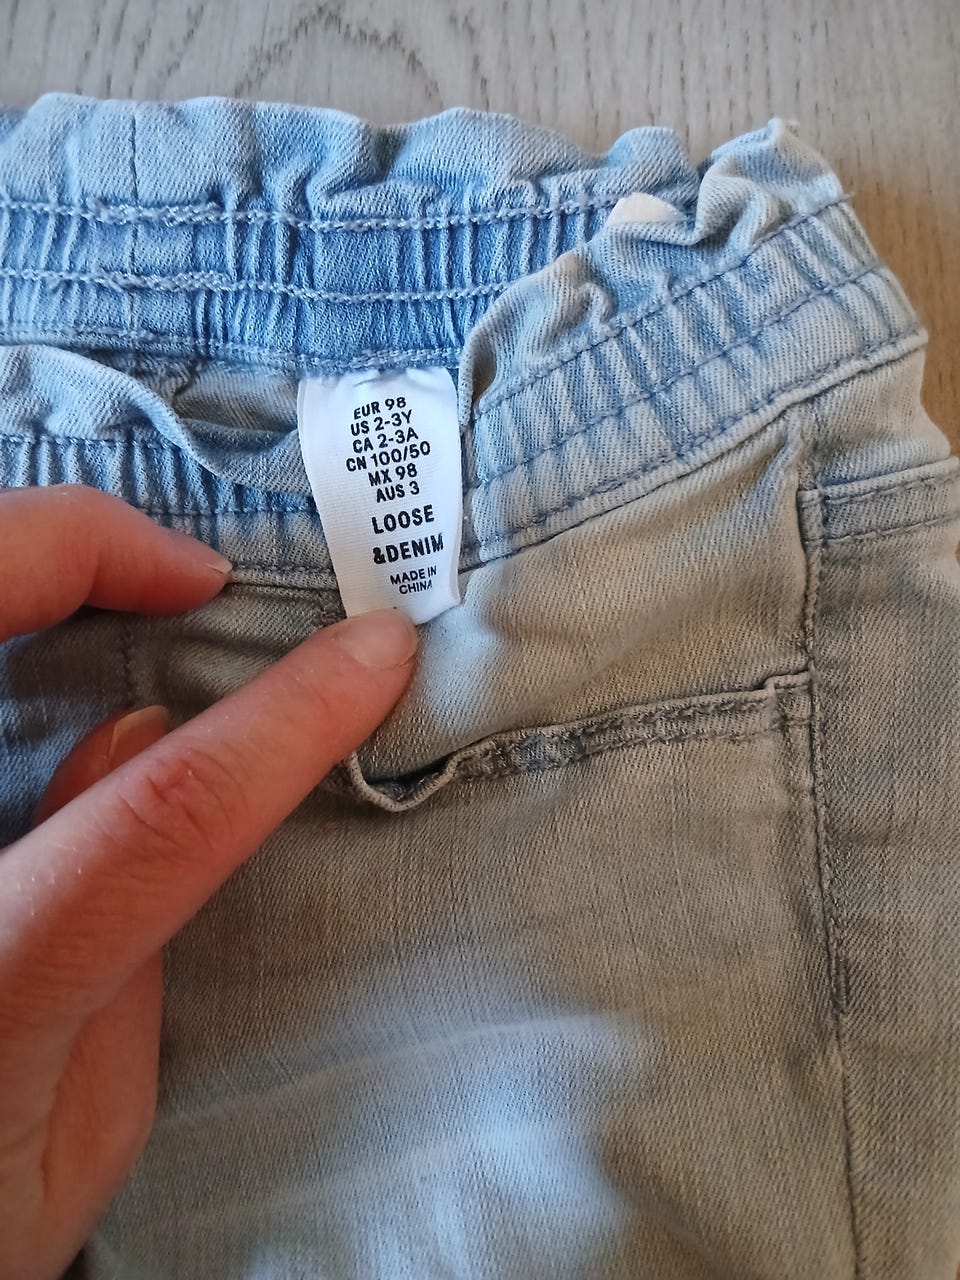 EUR 98
US 2-3Y
CA 2-3A
CN 100/50
MX 98
AUS 3
LOOSE
&DENIM
MADE IN
CHINA